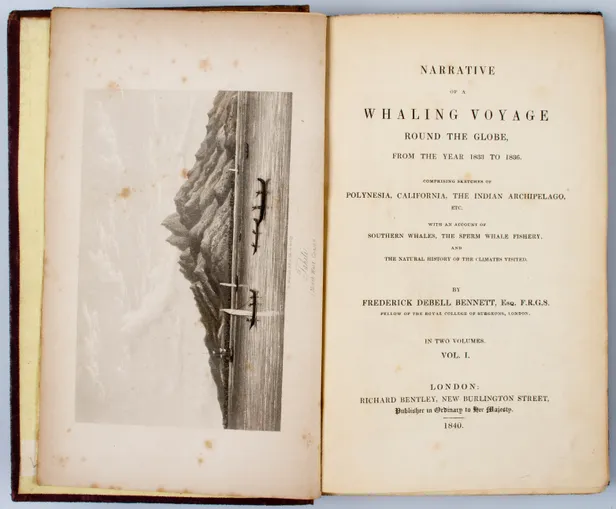 Tahiti
NARRATIVE
OF A
WHALING VOYAGE
ROUND THE GLOBE,
FROM THE YEAR 1833 TO 1836.
COMPRISING SKETCHES OF
POLYNESIA, CALIFORNIA, THE INDIAN ARCHIPELAGO,
ETC.
WITH AN ACCOUNT OF
SOUTHERN WHALES, THE SPERM WHALE FISHERY,
AND
THE NATURAL HISTORY OF THE CLIMATES VISITED.
BY
FREDERICK DEBELL BENNETT, ESQ. F.R.G.S.
FELLOW OF THE ROYAL COLLEGE OF SURGEONS, LONDON.
IN TWO VOLUMES.
VOL. I.
LONDON:
RICHARD BENTLEY, NEW BURLINGTON STREET,
Publisher in Ordinary to Her Majesty.
1840.